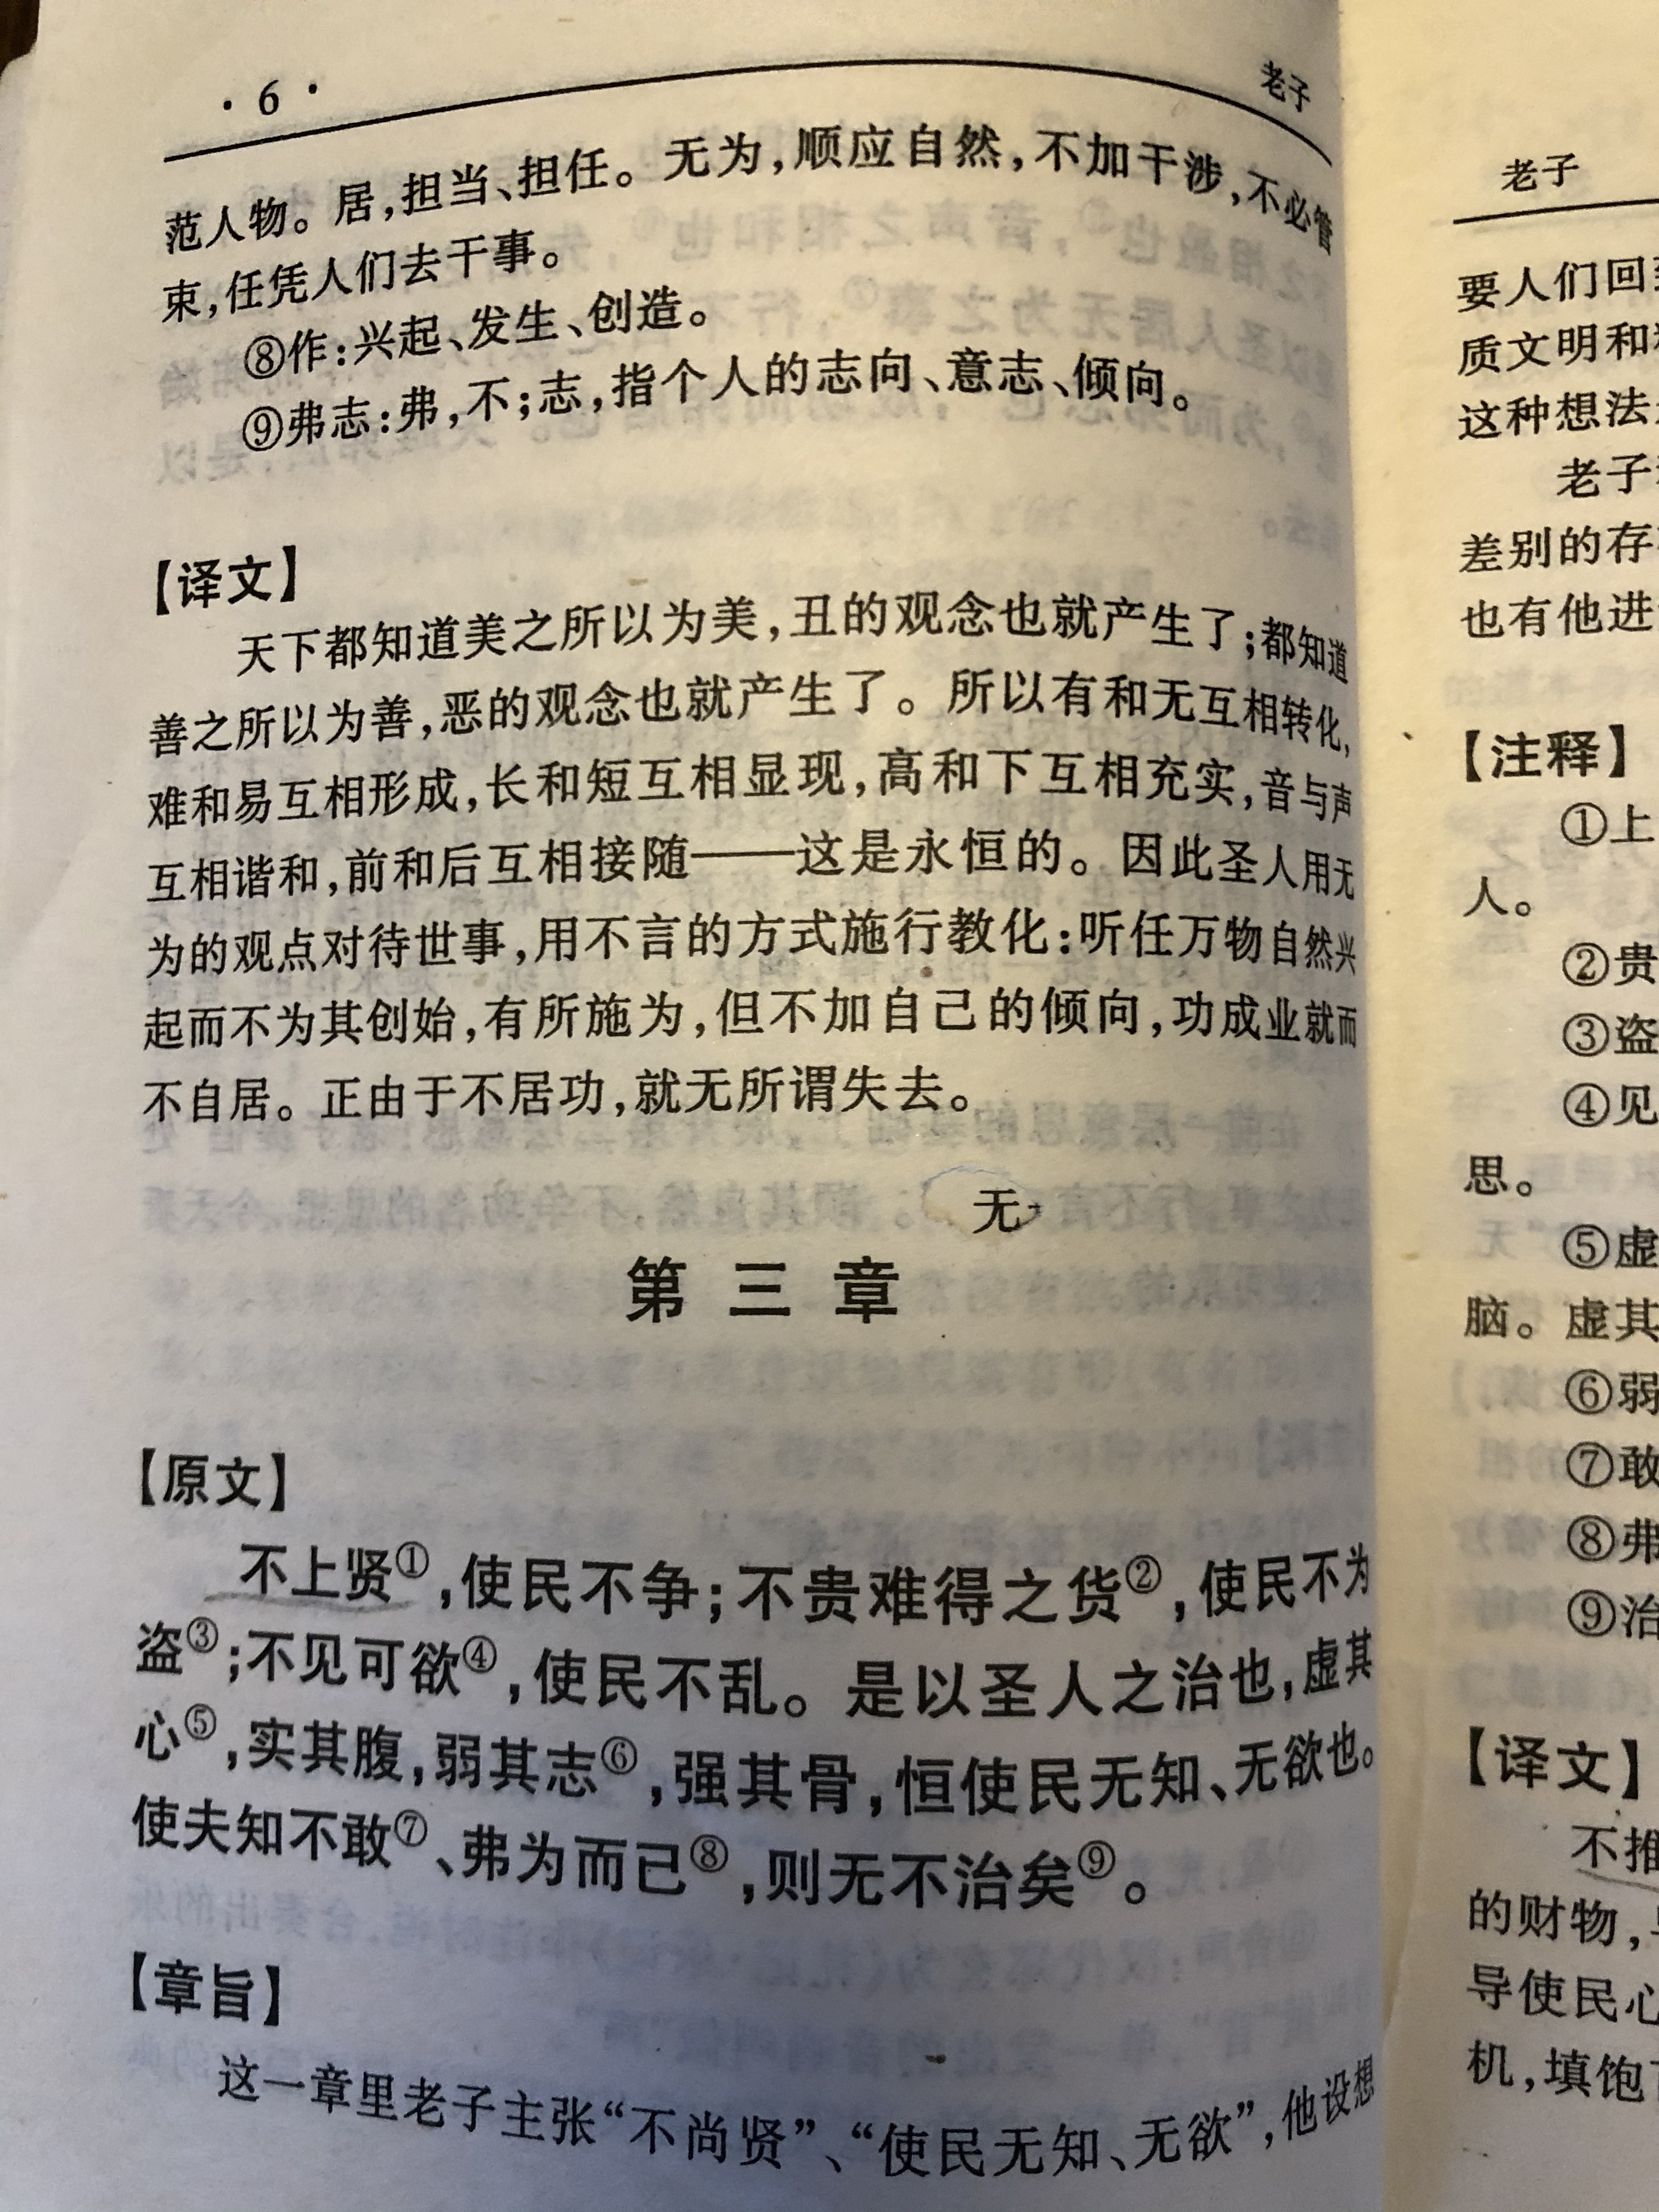 ·6·
老子
范人物。居,担当、担任。无为,顺应自然,不加干涉,不必管
束,任凭人们去干事。
⑧作:兴起、发生、创造。
⑨弗志:弗,不;志,指个人的志向、意志、倾向。
【译文】
天下都知道美之所以为美,丑的观念也就产生了;都知道
善之所以为善,恶的观念也就产生了。所以有和无互相转化,
难和易互相形成,长和短互相显现,高和下互相充实,音与声
互相谐和,前和后互相接随——这是永恒的。因此圣人用无
为的观点对待世事,用不言的方式施行教化:听任万物自然兴
起而不为其创始,有所施为,但不加自己的倾向,功成业就而
不自居。正由于不居功,就无所谓失去。
无
第三章
【原文】
不上贤①,使民不争;不贵难得之货②,使民不为
盗③;不见可欲④,使民不乱。是以圣人之治也,虚其
心⑤,实其腹,弱其志⑥,强其骨,恒使民无知、无欲也。
使夫知不敢⑦、弗为而已⑧,则无不治矣⑨。
【章旨】
这一章里老子主张“不尚贤”、“使民无知、无欲”,他设想
老子
要人们回到
质文明和
这种想法
老子
差别的存
也有他进
【注释】
①上
人。
②贵
③盗
④见
思。
⑤虚
脑。虚其
⑥弱
⑦敢
⑧弗
⑨治
【译文】
不推
的财物,
导使民心
机,填饱